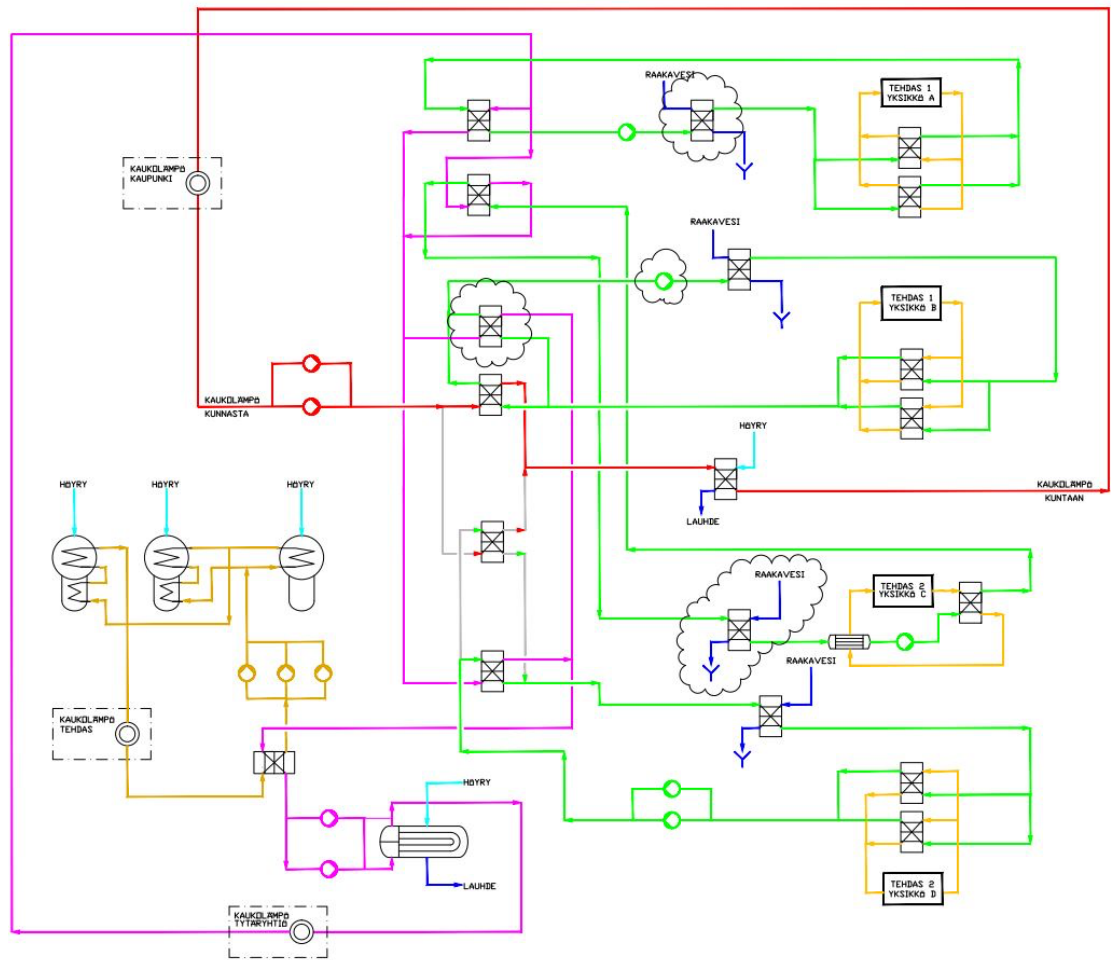 RAAKAVESI
TEHDAS 1
YKSIKKÖ A
KAUKOLÄMPÖ
KAUPUNKI
RAAKAVESI
TEHDAS 1
YKSIKKÖ B
KAUKOLÄMPÖ
KUNNASTA
HÖYRY
LAUHDE
KAUKOLÄMPÖ
KUNTAAN
HÖYRY
HÖYRY
HÖYRY
RAAKAVESI
TEHDAS 2
YKSIKKÖ C
RAAKAVESI
KAUKOLÄMPÖ
TEHDAS
HÖYRY
LAUHDE
TEHDAS 2
YKSIKKÖ D
KAUKOLÄMPÖ
TYTÄRYHTIÖ